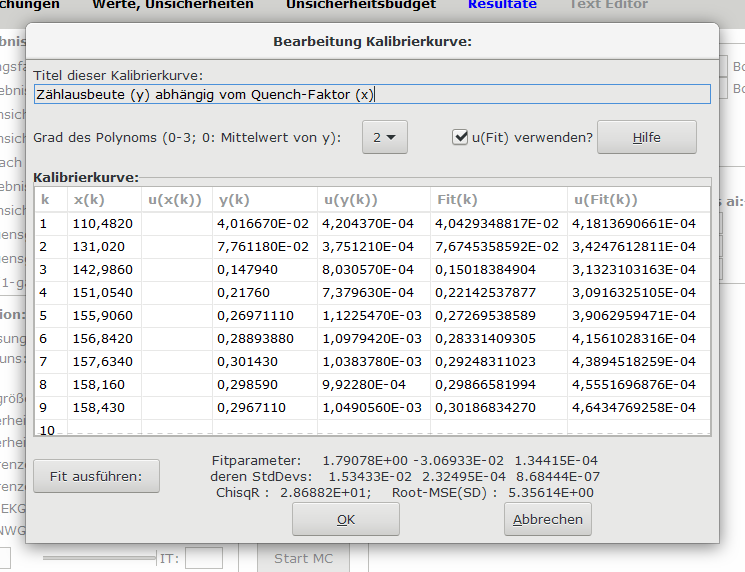 chungen Werte, Unsicherheiten Unsicherheitsbudget Resultate Text Editor
Bearbeitung Kalibrierkurve:
Titel dieser Kalibrierkurve:
Zählausbeute (y) abhängig vom Quench-Faktor (x)
Grad des Polynoms (0-3; 0: Mittelwert von y): 2 u(Fit) verwenden? Hilfe
Kalibrierkurve:
k x(k) u(x(k)) y(k) u(y(k)) Fit(k) u(Fit(k))
1 110,4820 4,016670E-02 4,204370E-04 4,0429348817E-02 4,1813690661E-04
2 131,020 7,761180E-02 3,751210E-04 7,6745358592E-02 3,4247612811E-04
3 142,9860 0,147940 8,030570E-04 0,15018384904 3,1323103163E-04
4 151,0540 0,21760 7,379630E-04 0,22142537877 3,0916325105E-04
5 155,9060 0,26971110 1,1225470E-03 0,27269538589 3,9062959471E-04
6 156,8420 0,28893880 1,0979420E-03 0,28331409305 4,1561028316E-04
7 157,6340 0,301430 1,0383780E-03 0,29248311023 4,3894518259E-04
8 158,160 0,298590 9,92280E-04 0,29866581994 4,5551696876E-04
9 158,430 0,2967110 1,0490560E-03 0,30186834270 4,6434769258E-04
10
Fit ausführen:
Fitparameter: 1.79078E+00 -3.06933E-02 1.34415E-04
deren StdDevs: 1.53433E-02 2.32495E-04 8.68444E-07
ChisqR : 2.86882E+01; Root-MSE(SD) : 5.35614E+00
OK Abbrechen
IT: Start MC